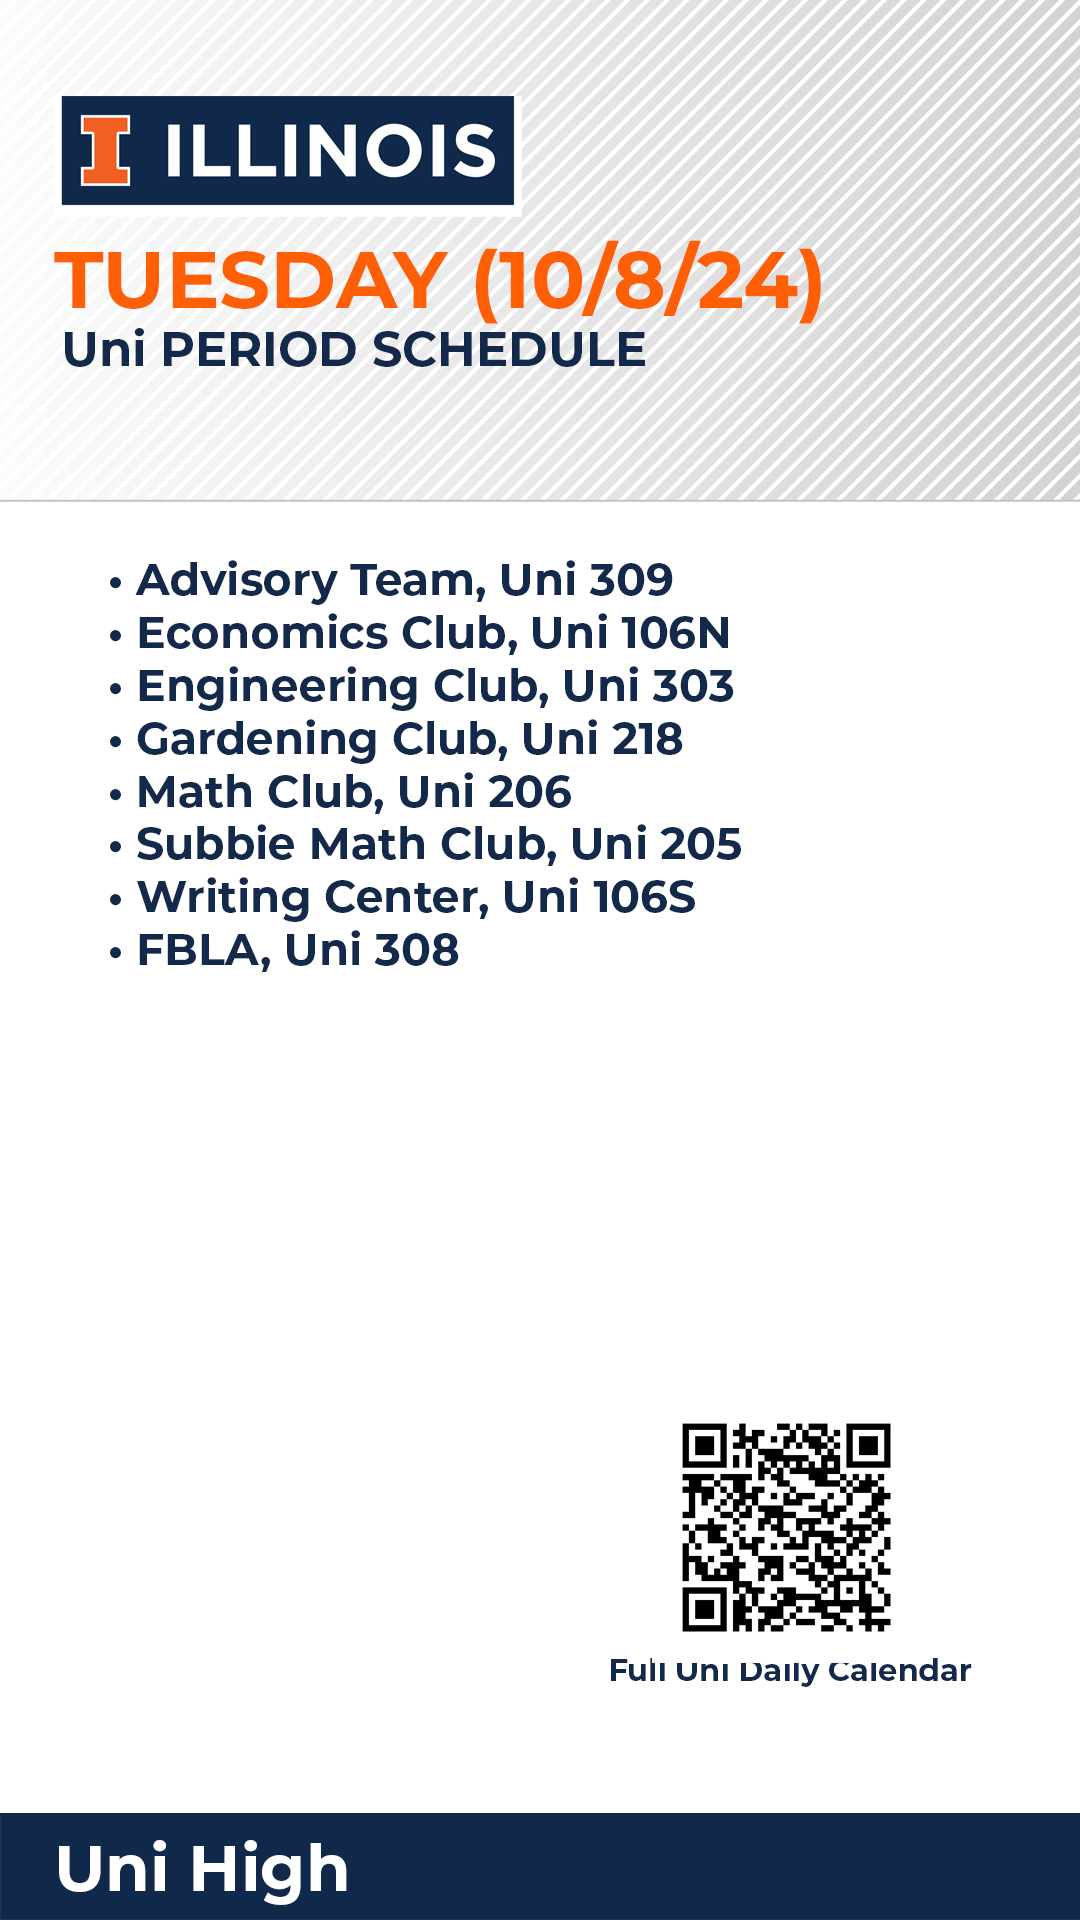 I ILLINOIS
TUESDAY (10/8/24)
Uni PERIOD SCHEDULE
• Advisory Team, Uni 309
• Economics Club, Uni 106N
• Engineering Club, Uni 303
• Gardening Club, Uni 218
• Math Club, Uni 206
• Subbie Math Club, Uni 205
• Writing Center, Uni 106S
• FBLA, Uni 308
Full Uni Daily Calendar
Uni High